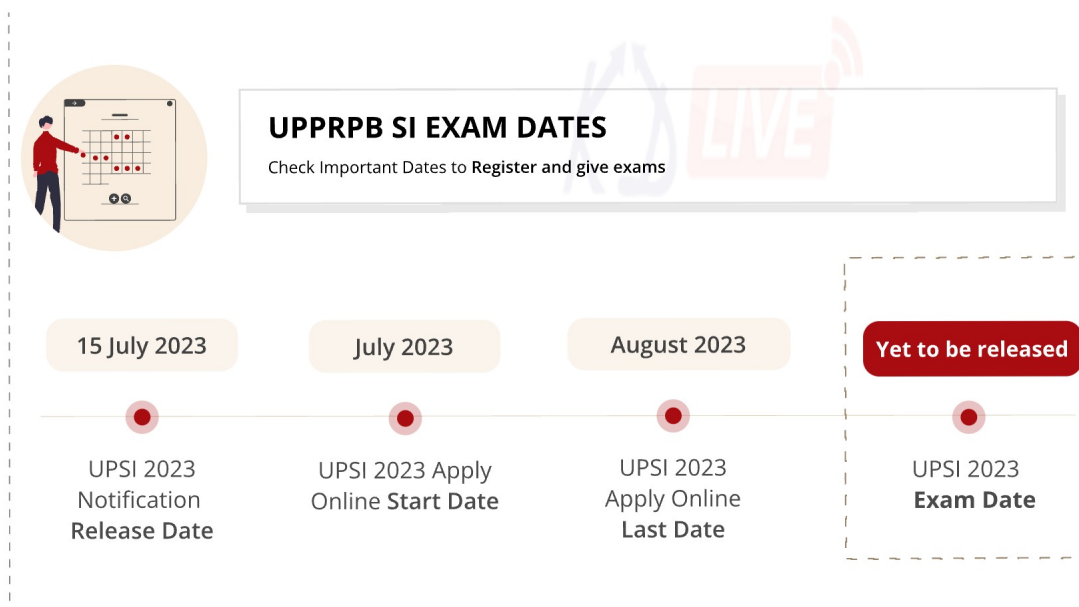 LIVE
UPPRPB SI EXAM DATES
Check Important Dates to Register and give exams
15 July 2023
July 2023
August 2023
Yet to be released
UPSI 2023
Notification
Release Date
UPSI 2023 Apply
Online Start Date
UPSI 2023
Apply Online
Last Date
UPSI 2023
Exam Date